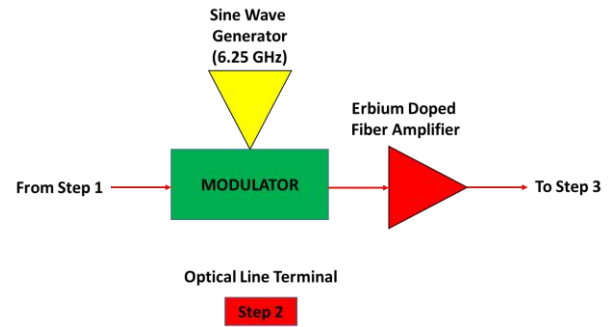 Sine Wave
Generator
(6.25 GHz)
Erbium Doped
Fiber Amplifier
From Step 1
MODULATOR
To Step 3
Optical Line Terminal
Step 2